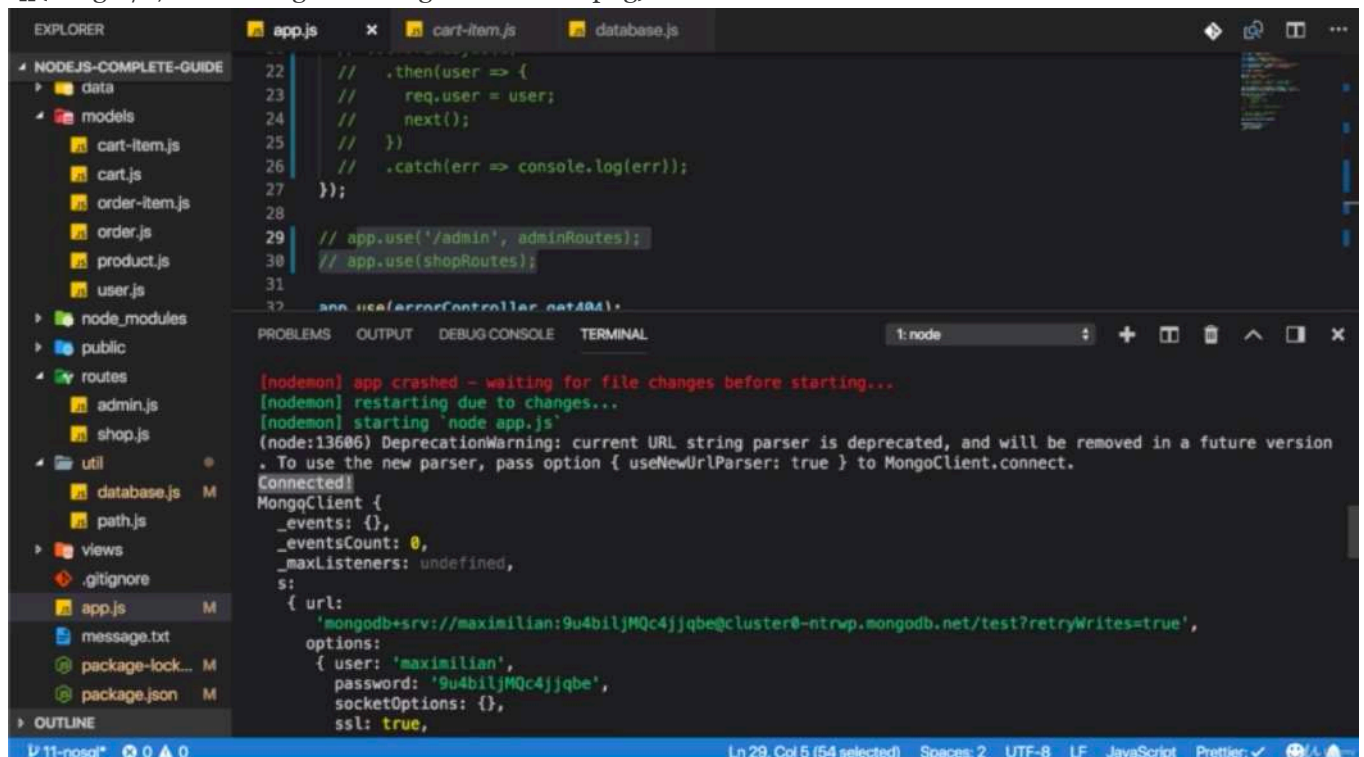 EXPLORER
app.js
cart-item.js
database.js
NODEJS-COMPLETE-GUIDE
data
models
cart-item.js
cart.js
order-item.js
order.js
product.js
user.js
node_modules
public
routes
admin.js
shop.js
util
database.js M
path.js
views
.gitignore
app.js M
message.txt
package-lock... M
package.json M
OUTLINE
22 // .then(user => {
23 // req.user = user;
24 // next();
25 // })
26 // .catch(err => console.log(err));
27 });
28
29 // app.use('/admin', adminRoutes);
30 // app.use(shopRoutes);
31
32 app.use(errorController.get404);
PROBLEMS OUTPUT DEBUG CONSOLE TERMINAL 1: node
[nodemon] app crashed - waiting for file changes before starting...
[nodemon] restarting due to changes...
[nodemon] starting `node app.js`
(node:13606) DeprecationWarning: current URL string parser is deprecated, and will be removed in a future version
. To use the new parser, pass option { useNewUrlParser: true } to MongoClient.connect.
Connected!
MongoClient {
_events: {},
_eventsCount: 0,
_maxListeners: undefined,
s:
{ url:
'mongodb+srv://maximilian:9u4biljMQc4jjqbe@cluster0-ntrwp.mongodb.net/test?retryWrites=true',
options:
{ user: 'maximilian',
password: '9u4biljMQc4jjqbe',
socketOptions: {},
ssl: true,
11-nosql* 0 0 Ln 29, Col 5 (54 selected) Spaces: 2 UTF-8 LF JavaScript Prettier: ✓